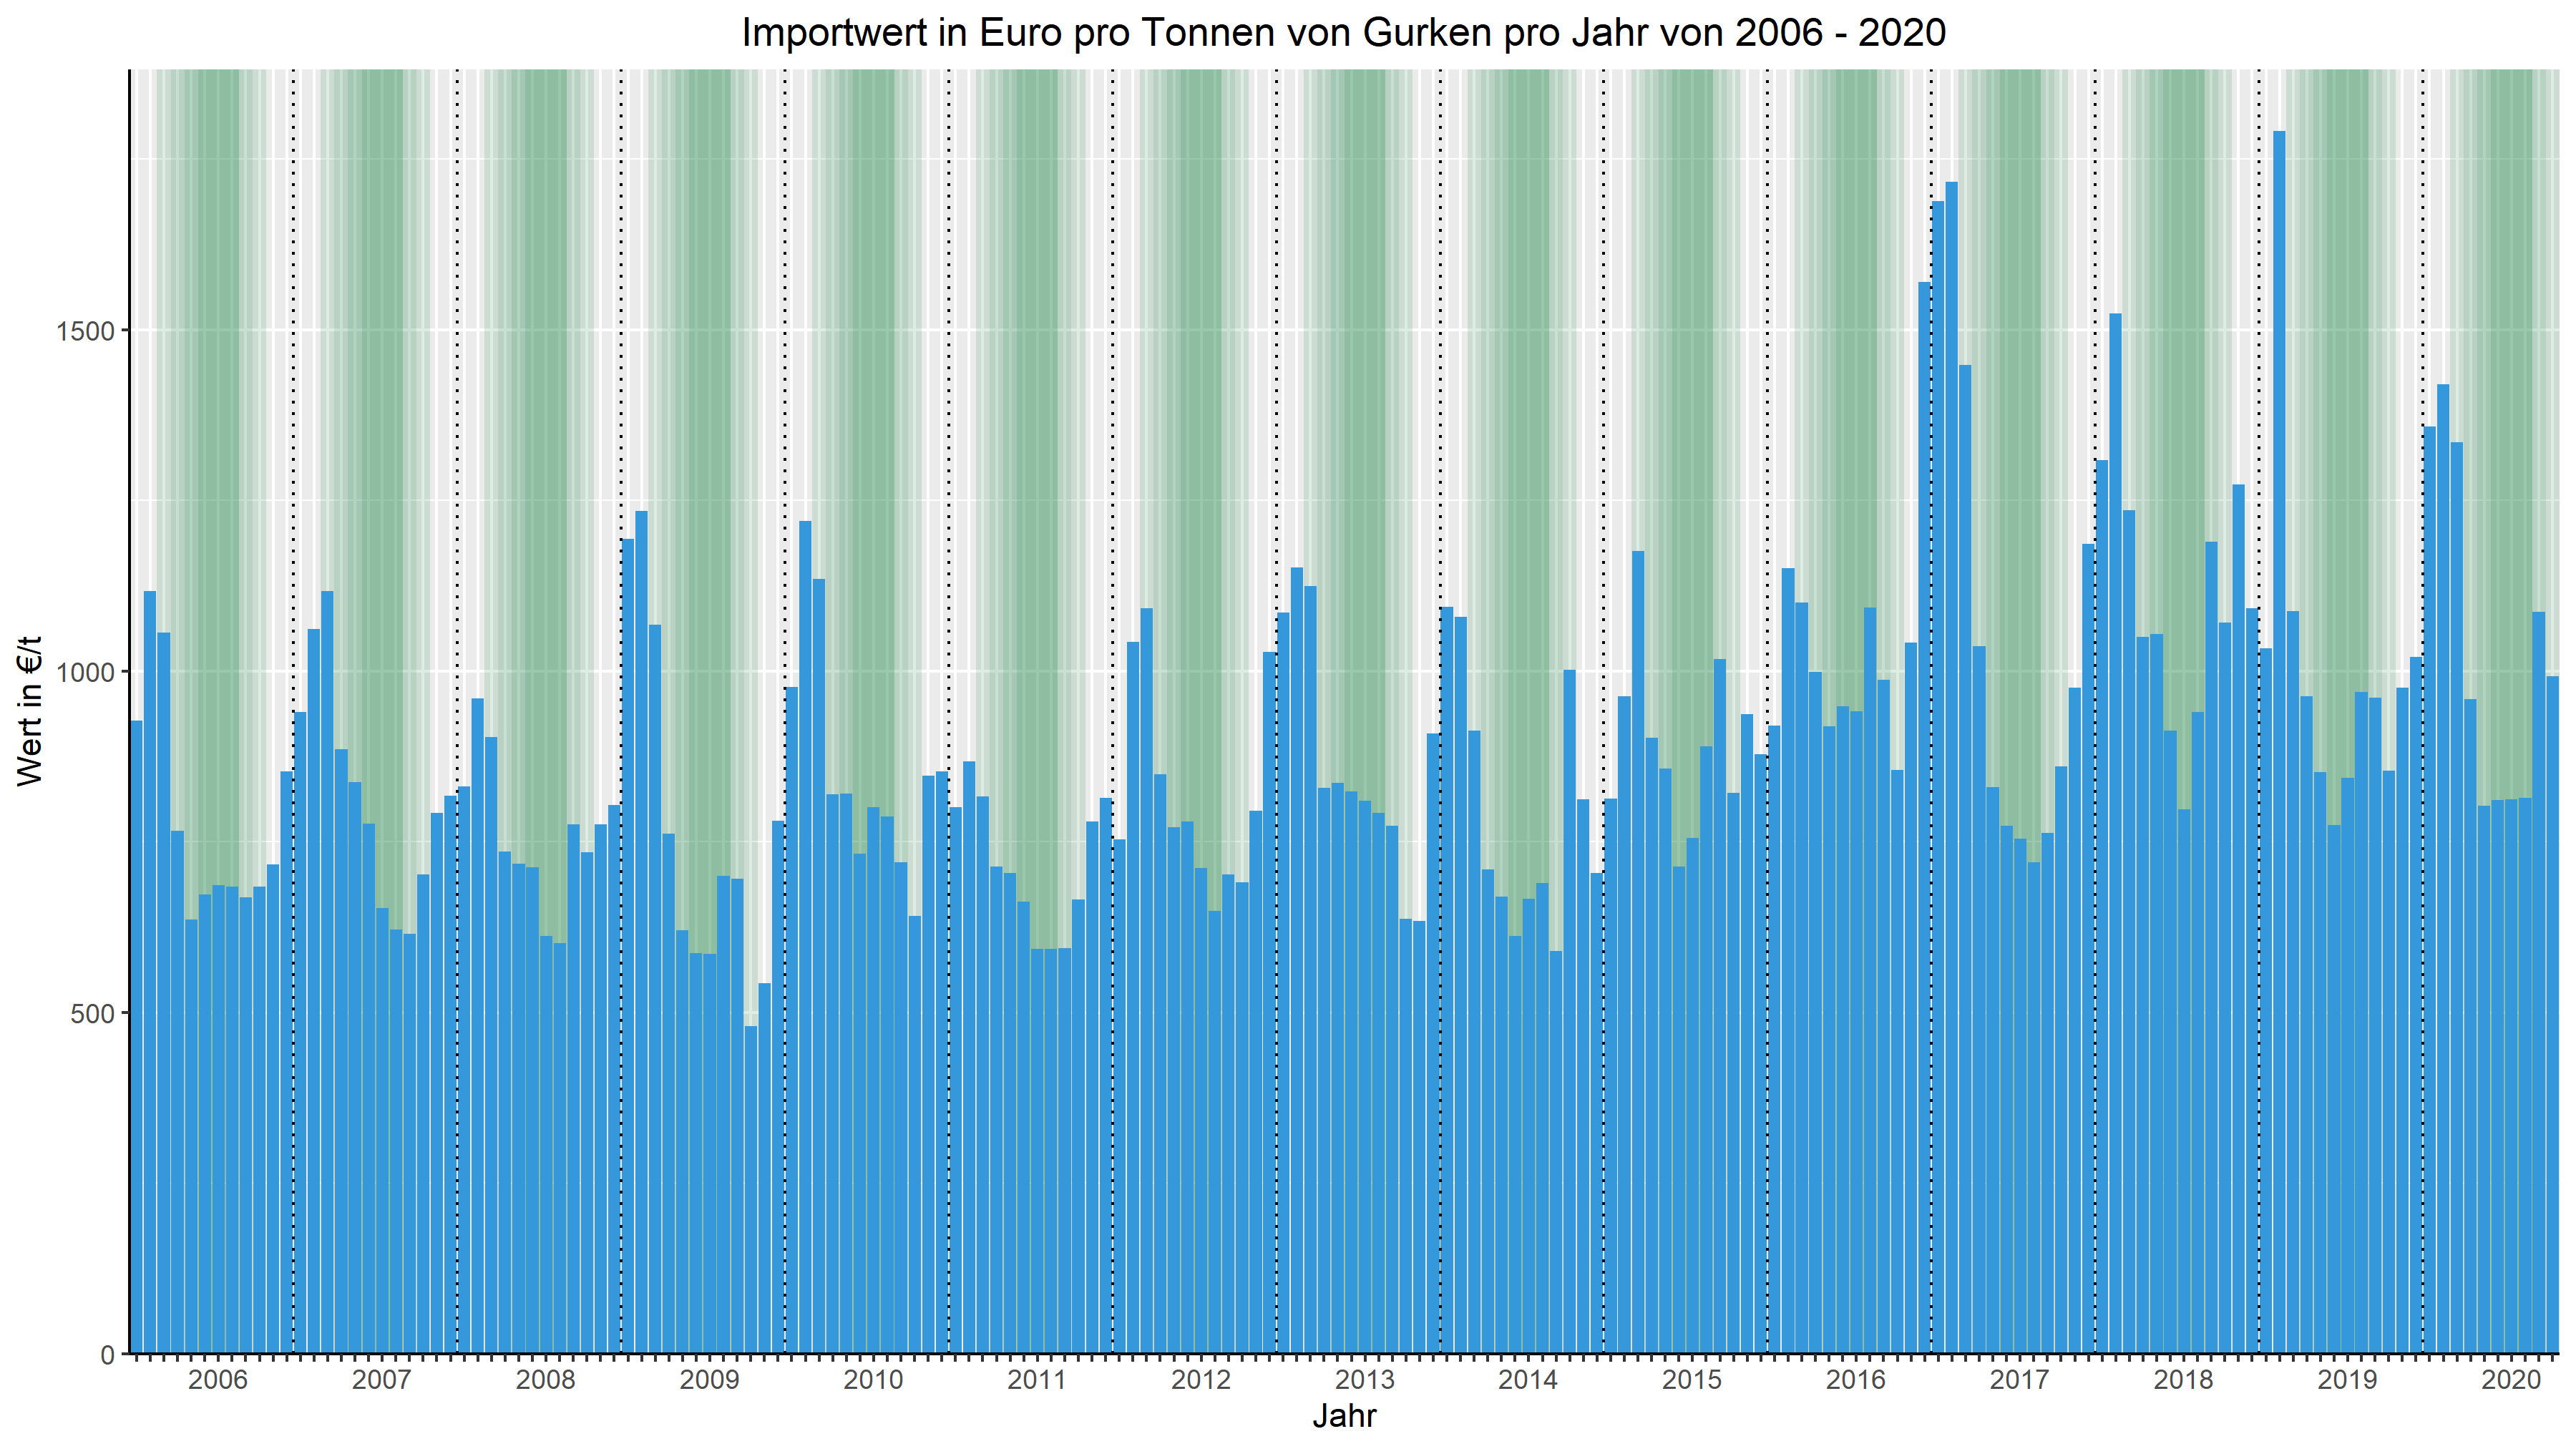 Importwert in Euro pro Tonnen von Gurken pro Jahr von 2006 - 2020
Wert in €/t
1500
1000
500
0
2006 2007 2008 2009 2010 2011 2012 2013 2014 2015 2016 2017 2018 2019 2020
Jahr